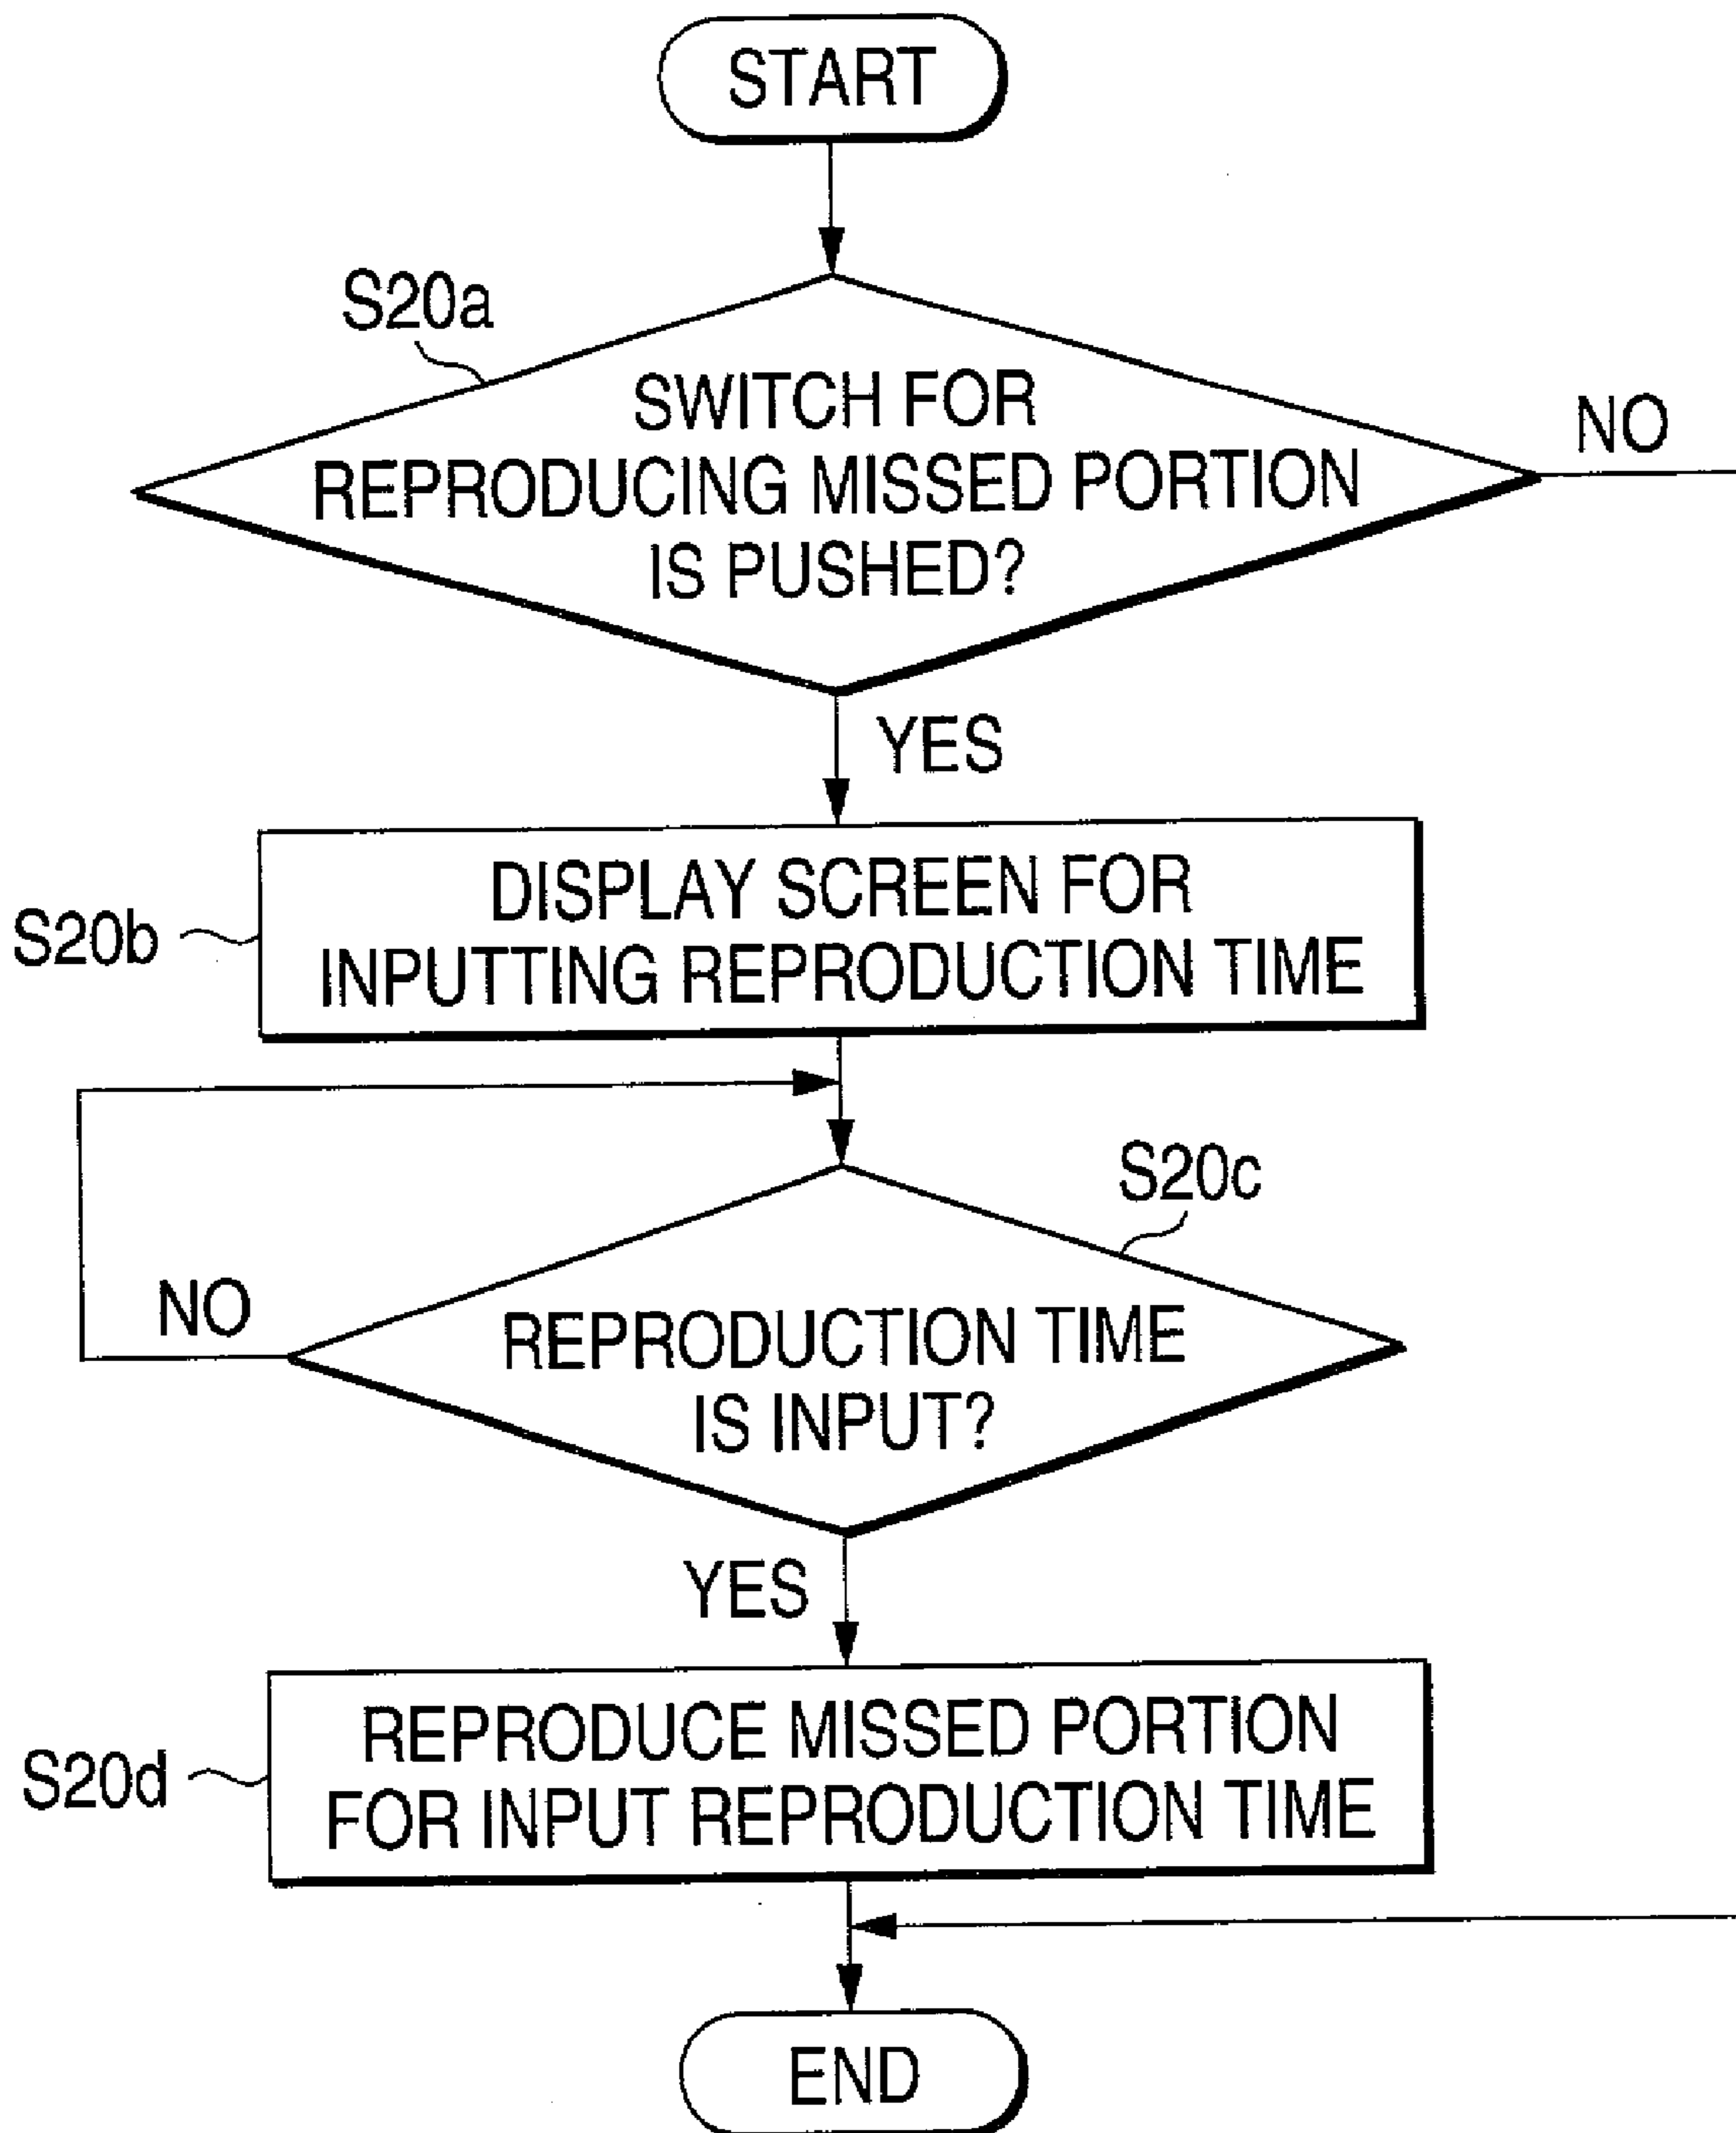 START
S20a
SWITCH FOR
REPRODUCING MISSED PORTION
IS PUSHED?
NO
YES
S20b
DISPLAY SCREEN FOR
INPUTTING REPRODUCTION TIME
S20c
NO
REPRODUCTION TIME
IS INPUT?
YES
S20d
REPRODUCE MISSED PORTION
FOR INPUT REPRODUCTION TIME
END